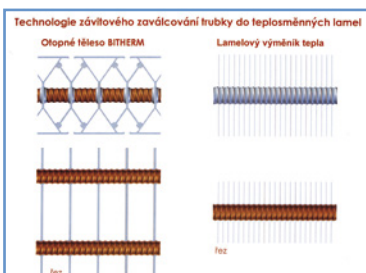 Technologie závitového zaválcování trubky do teplosměnných lamel
Otopné těleso BITHERM
Lamelový výměník tepla
řez
řez